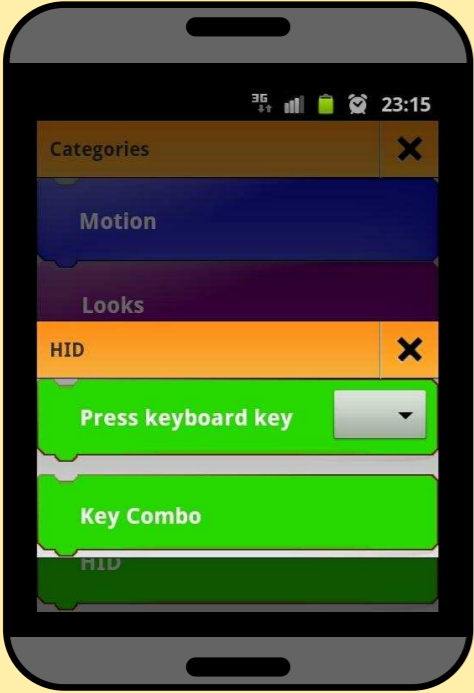 3G
23:15
Categories
Motion
Looks
HID
Press keyboard key
Key Combo
HID